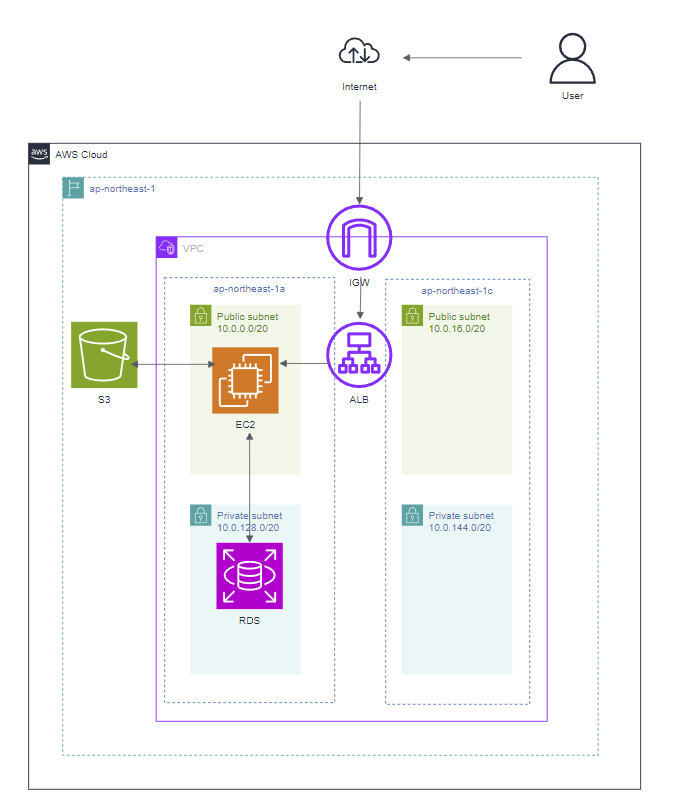 Internet
User
aws
AWS Cloud
ap-northeast-1
VPC
IGW
ap-northeast-1a
ap-northeast-1c
Public subnet
10.0.0.0/20
Public subnet
10.0.16.0/20
S3
EC2
ALB
Private subnet
10.0.128.0/20
Private subnet
10.0.144.0/20
RDS